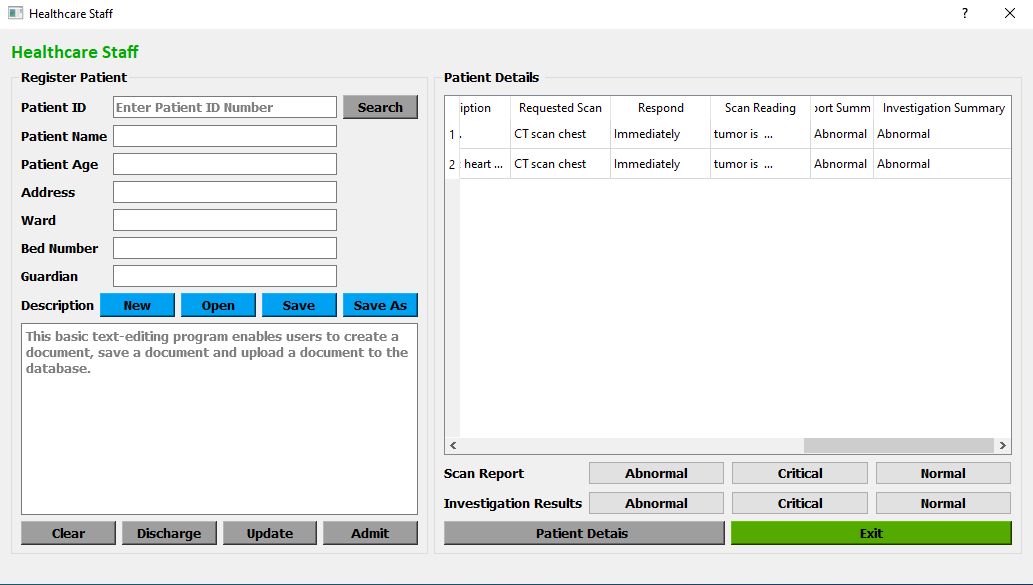 Healthcare Staff
?
Healthcare Staff
Register Patient
Patient ID Enter Patient ID Number Search
Patient Name
Patient Age
Address
Ward
Bed Number
Guardian
Description New Open Save Save As
This basic text-editing program enables users to create a
document, save a document and upload a document to the
database.
Clear Discharge Update Admit
Patient Details
iption Requested Scan Respond Scan Reading ort Summ Investigation Summary
1 . CT scan chest Immediately tumor is ... Abnormal Abnormal
2 heart ... CT scan chest Immediately tumor is ... Abnormal Abnormal
Scan Report Abnormal Critical Normal
Investigation Results Abnormal Critical Normal
Patient Detais Exit